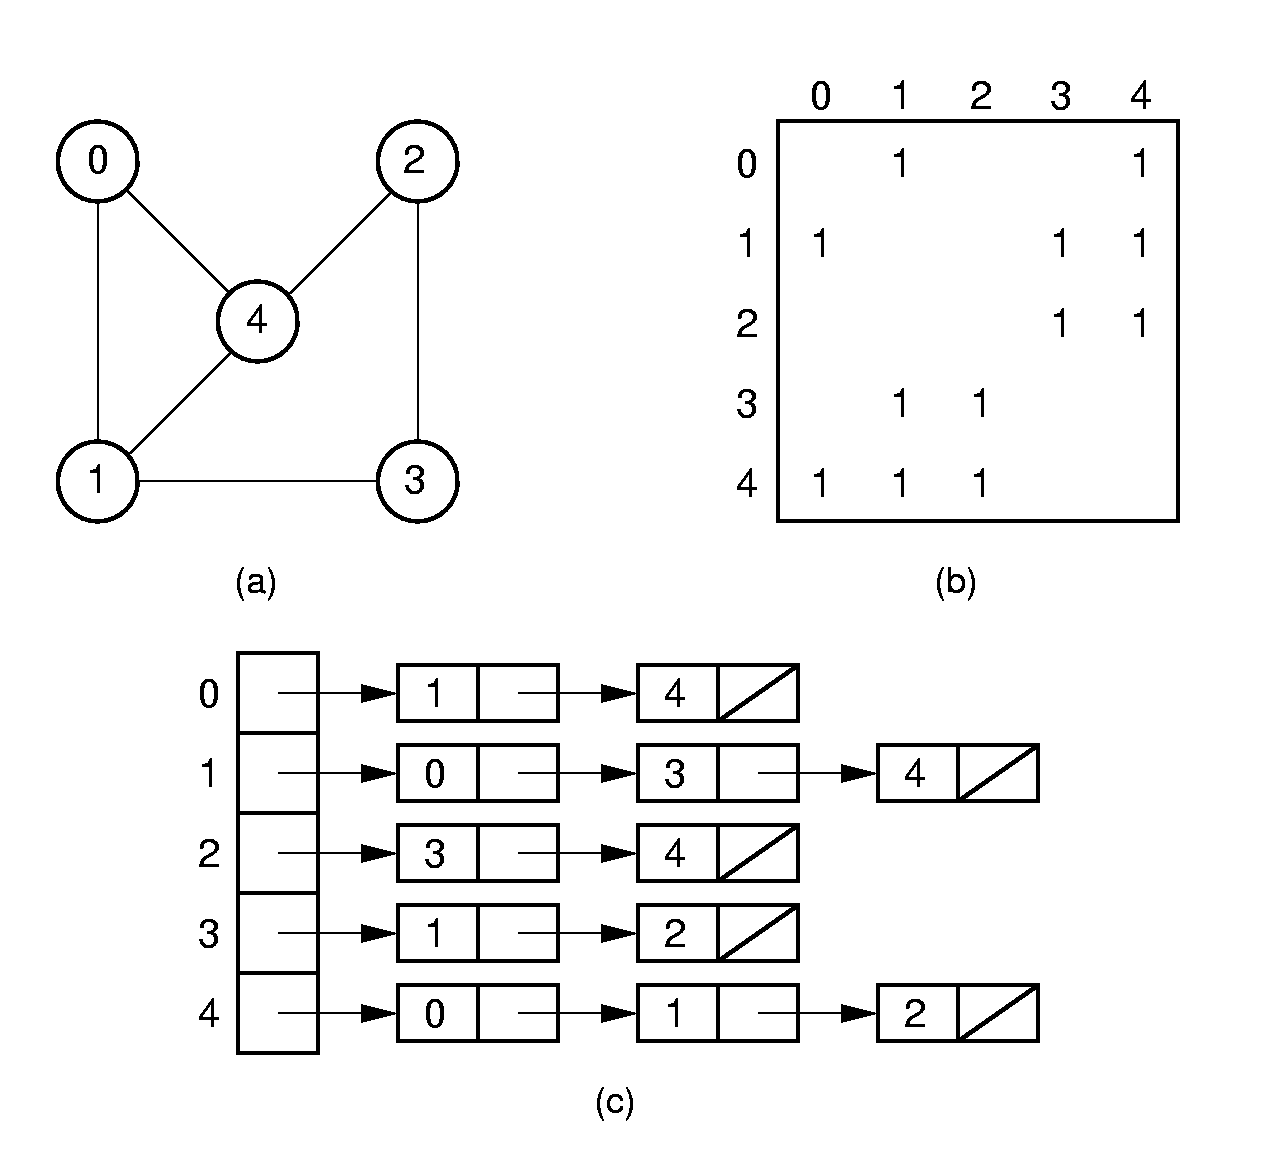 0 1 2 3 4
0 2 0 1 1
4 1 1 1 1
2 1 1
3 1 1
1 3 4 1 1 1
(a) (b)
0 1 4
1 0 3 4
2 3 4
3 1 2
4 0 1 2
(c)